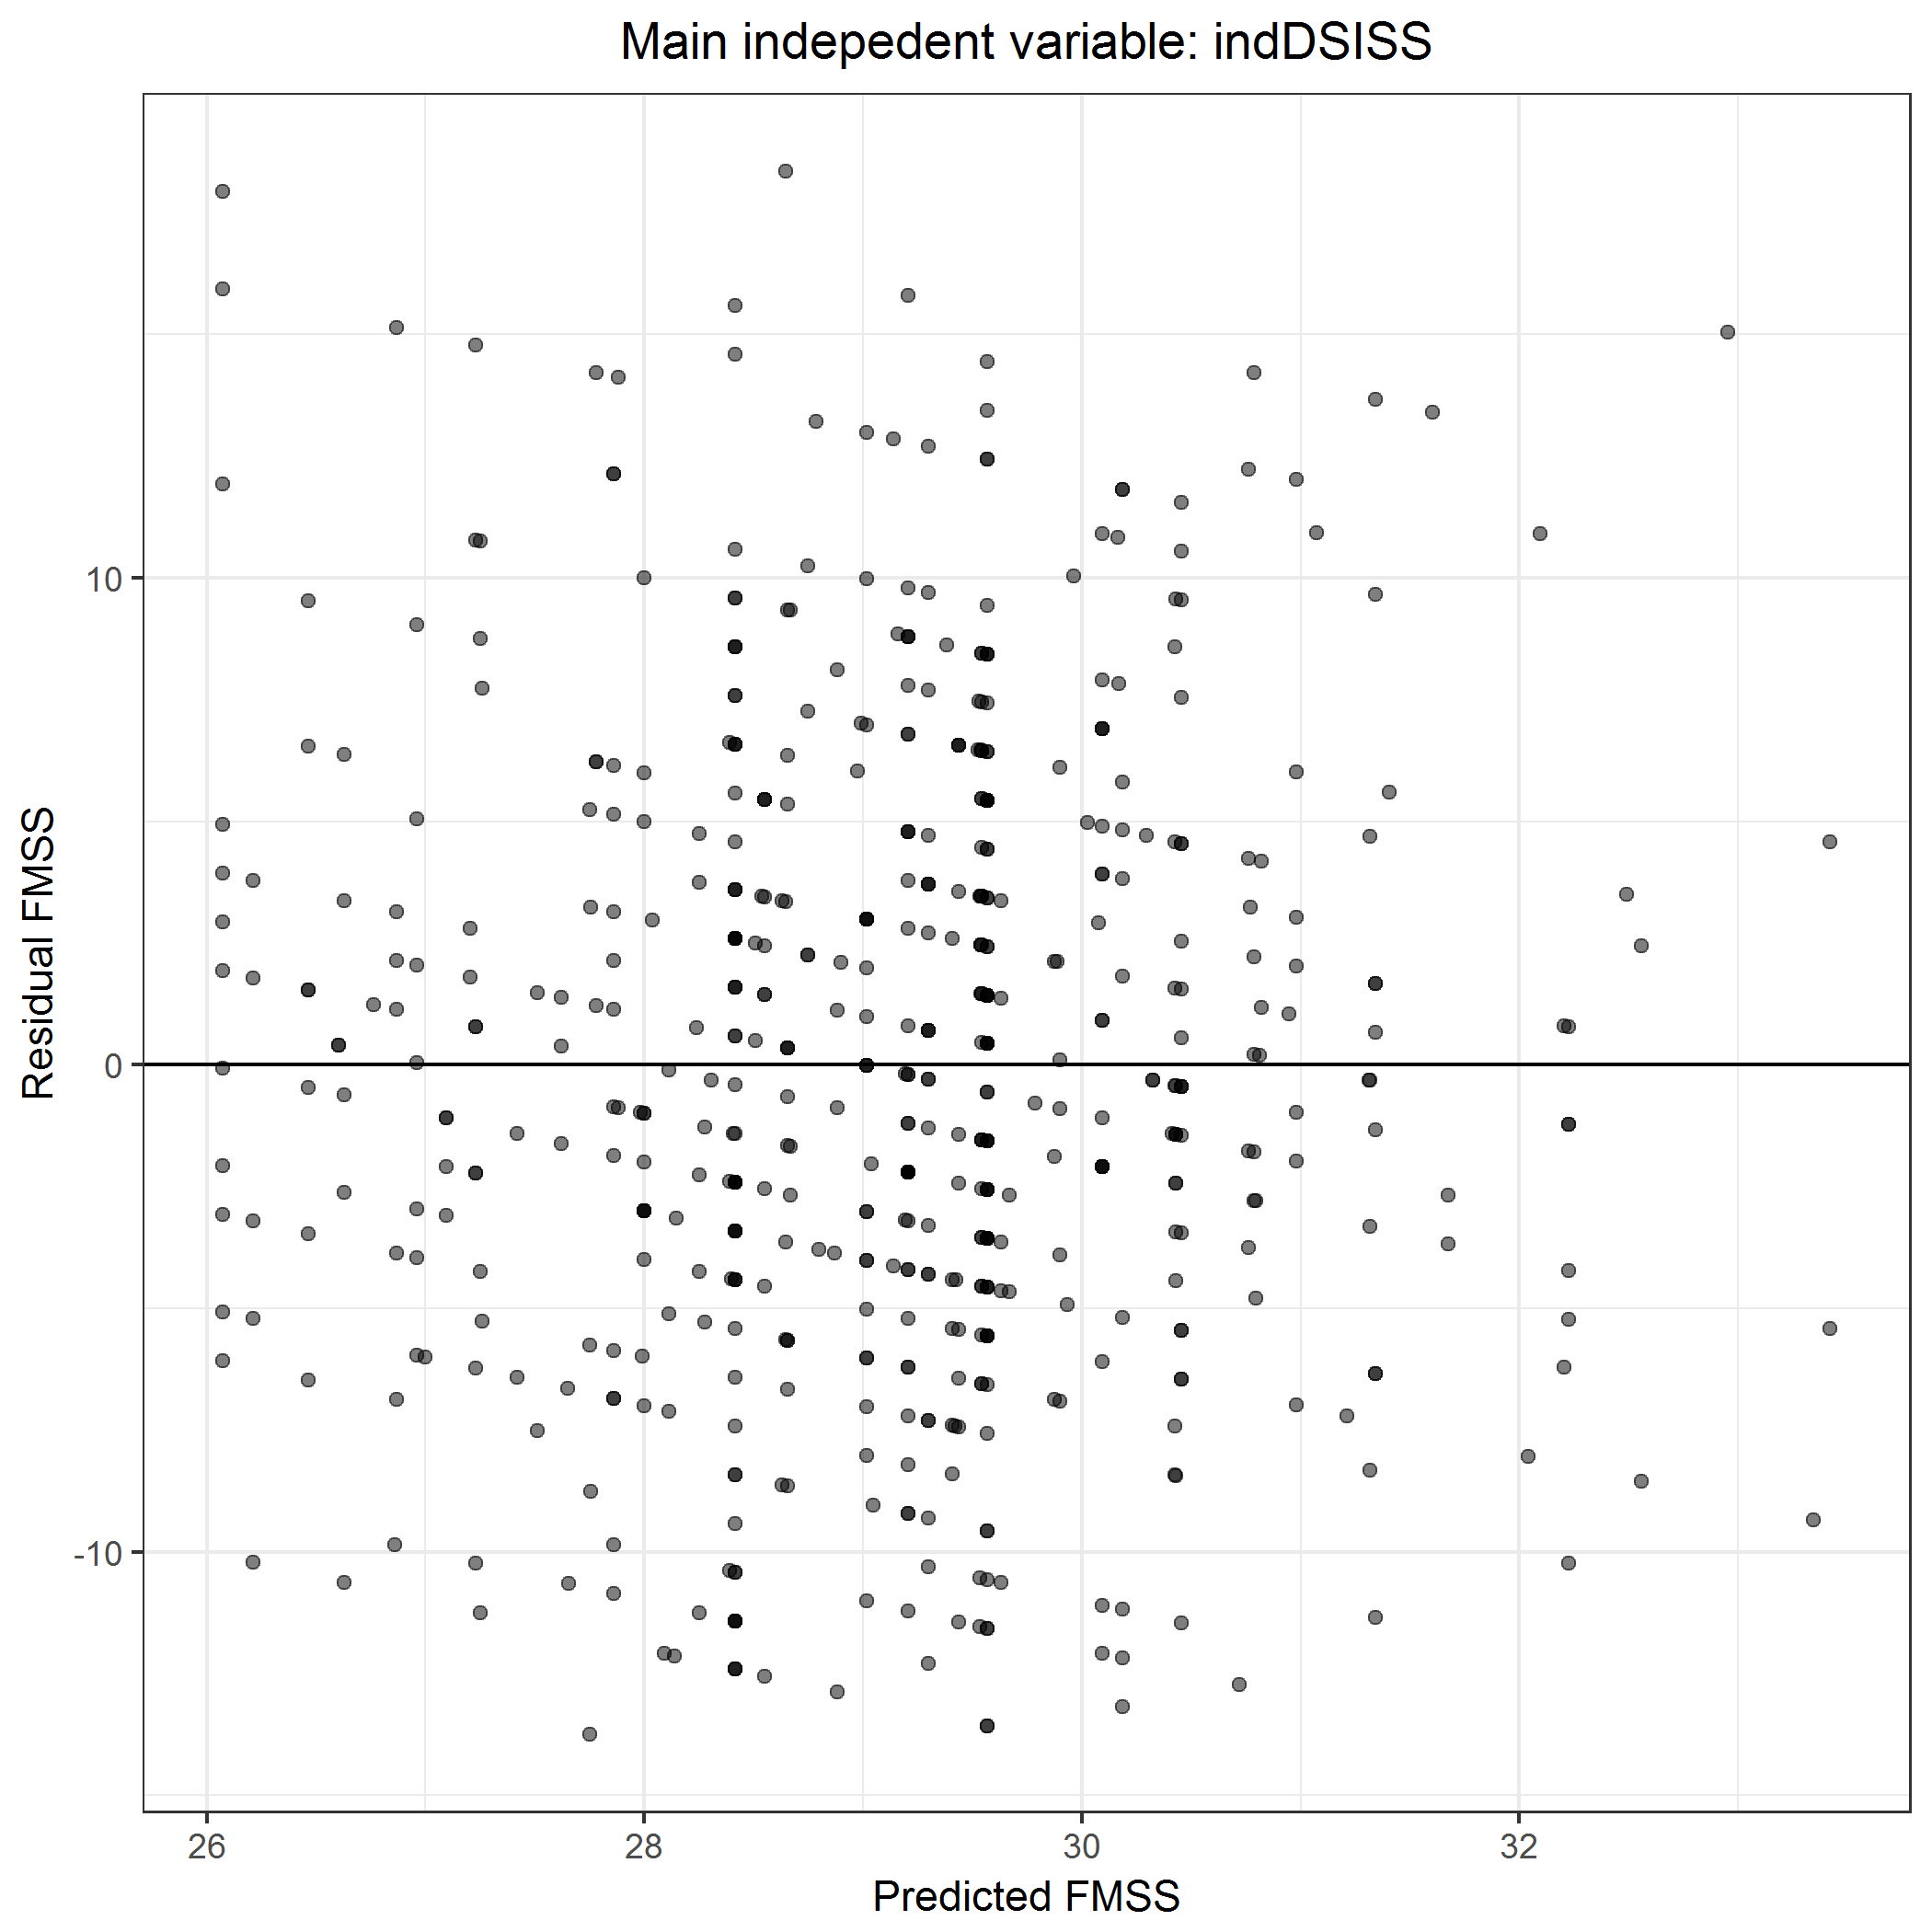 Main indepedent variable: indDSISS
Residual FMSS
10
0
-10
26 28 30 32
Predicted FMSS